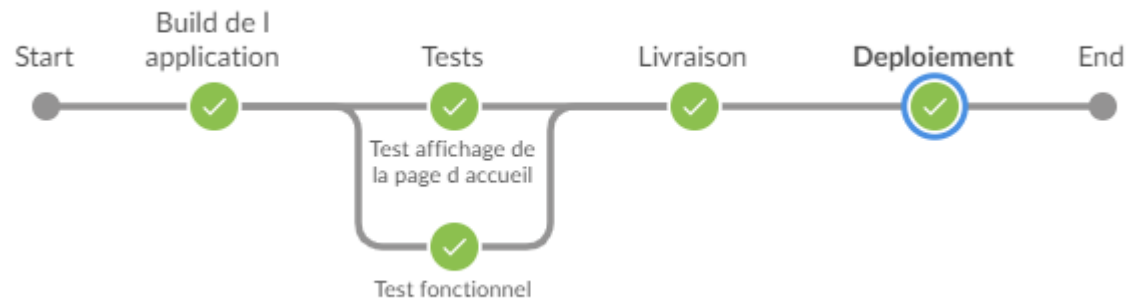 Start
Build de l
application
Tests
Livraison
Deploiement
End
Test affichage de
la page d accueil
Test fonctionnel